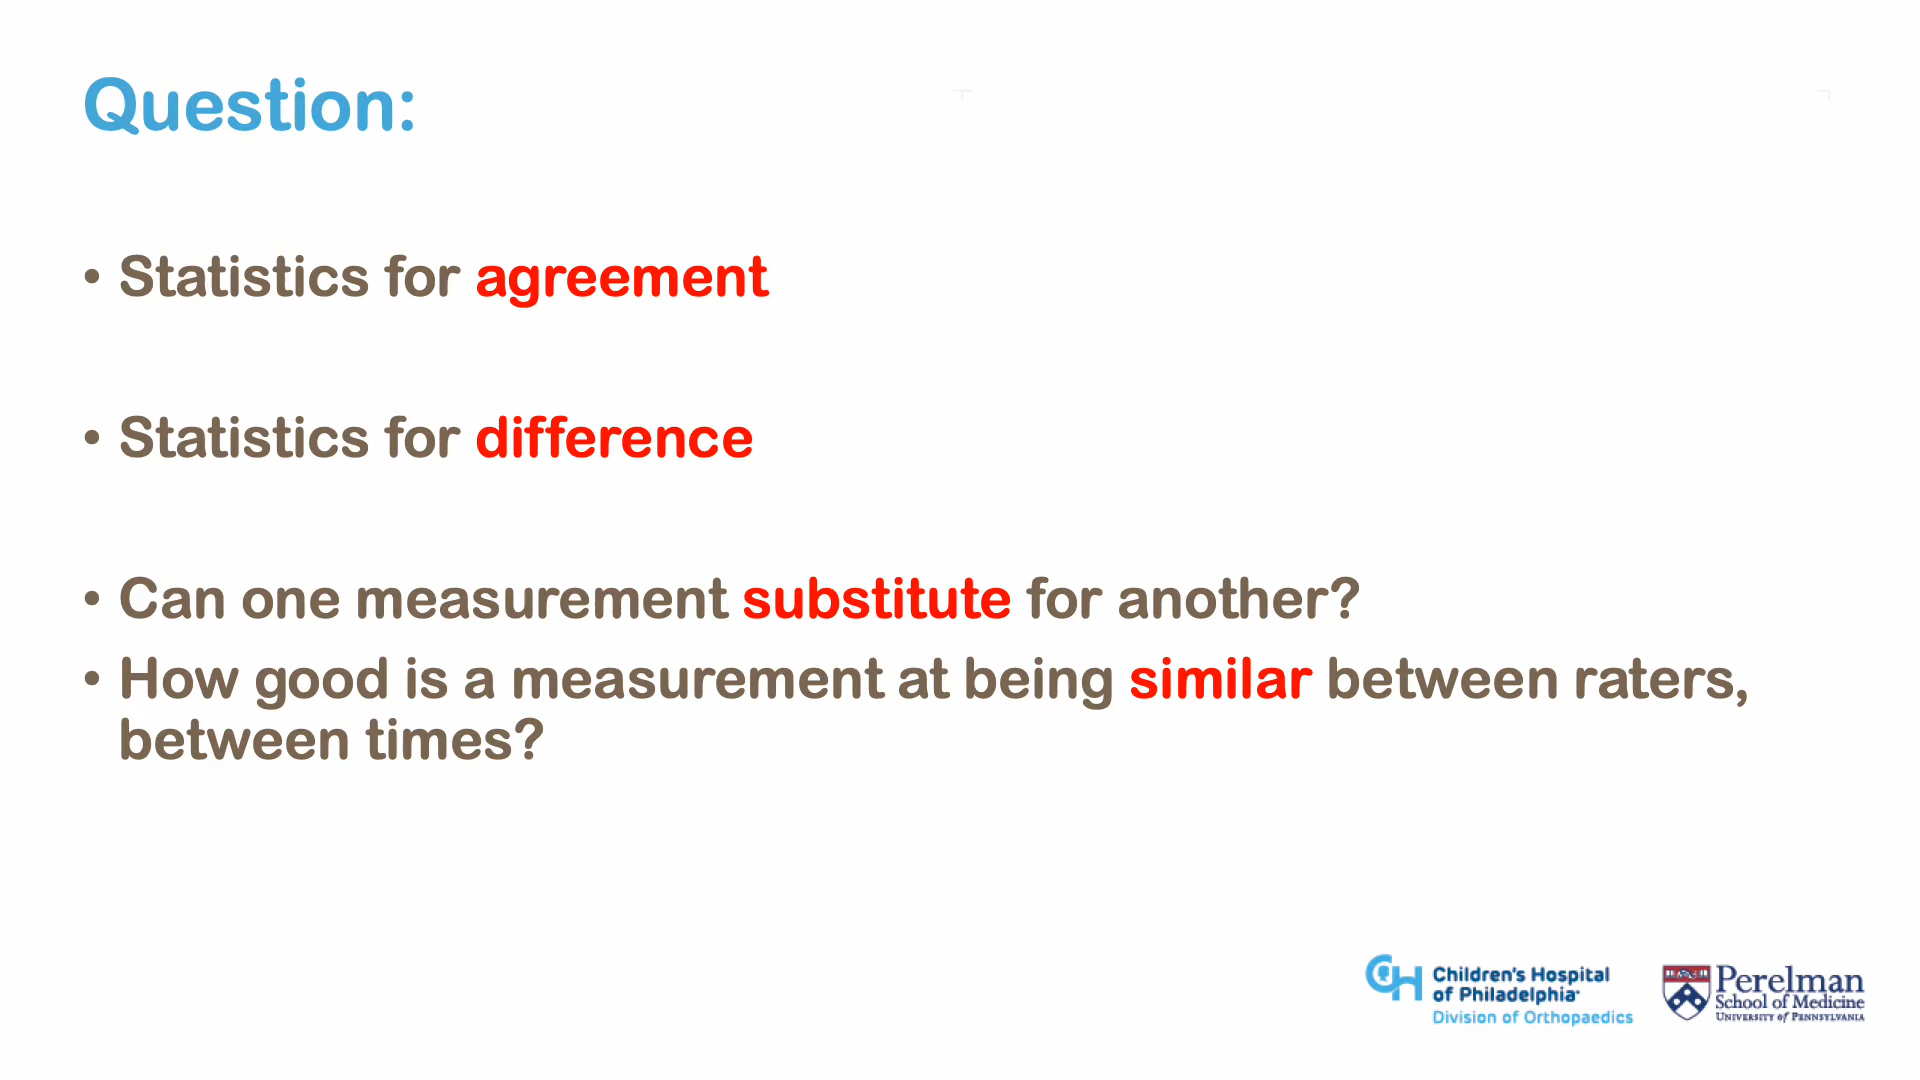 Question:
• Statistics for agreement
• Statistics for difference
• Can one measurement substitute for another?
• How good is a measurement at being similar between raters,
between times?
Children's Hospital
of Philadelphia
Division of Orthopaedics
Perelman
School of Medicine
University of Pennsylvania